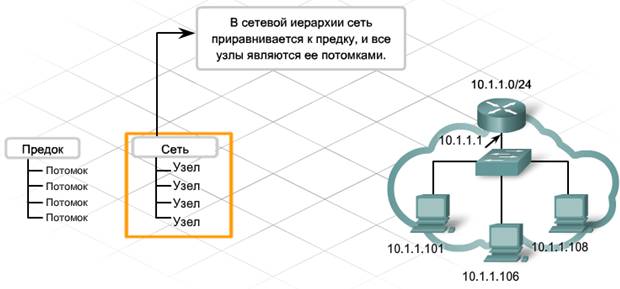 В сетевой иерархии сеть
приравнивается к предку, и все
узлы являются ее потомками.
Предок
Потомок
Потомок
Потомок
Потомок
Сеть
Узел
Узел
Узел
Узел
10.1.1.0/24
10.1.1.1
10.1.1.101
10.1.1.106
10.1.1.108